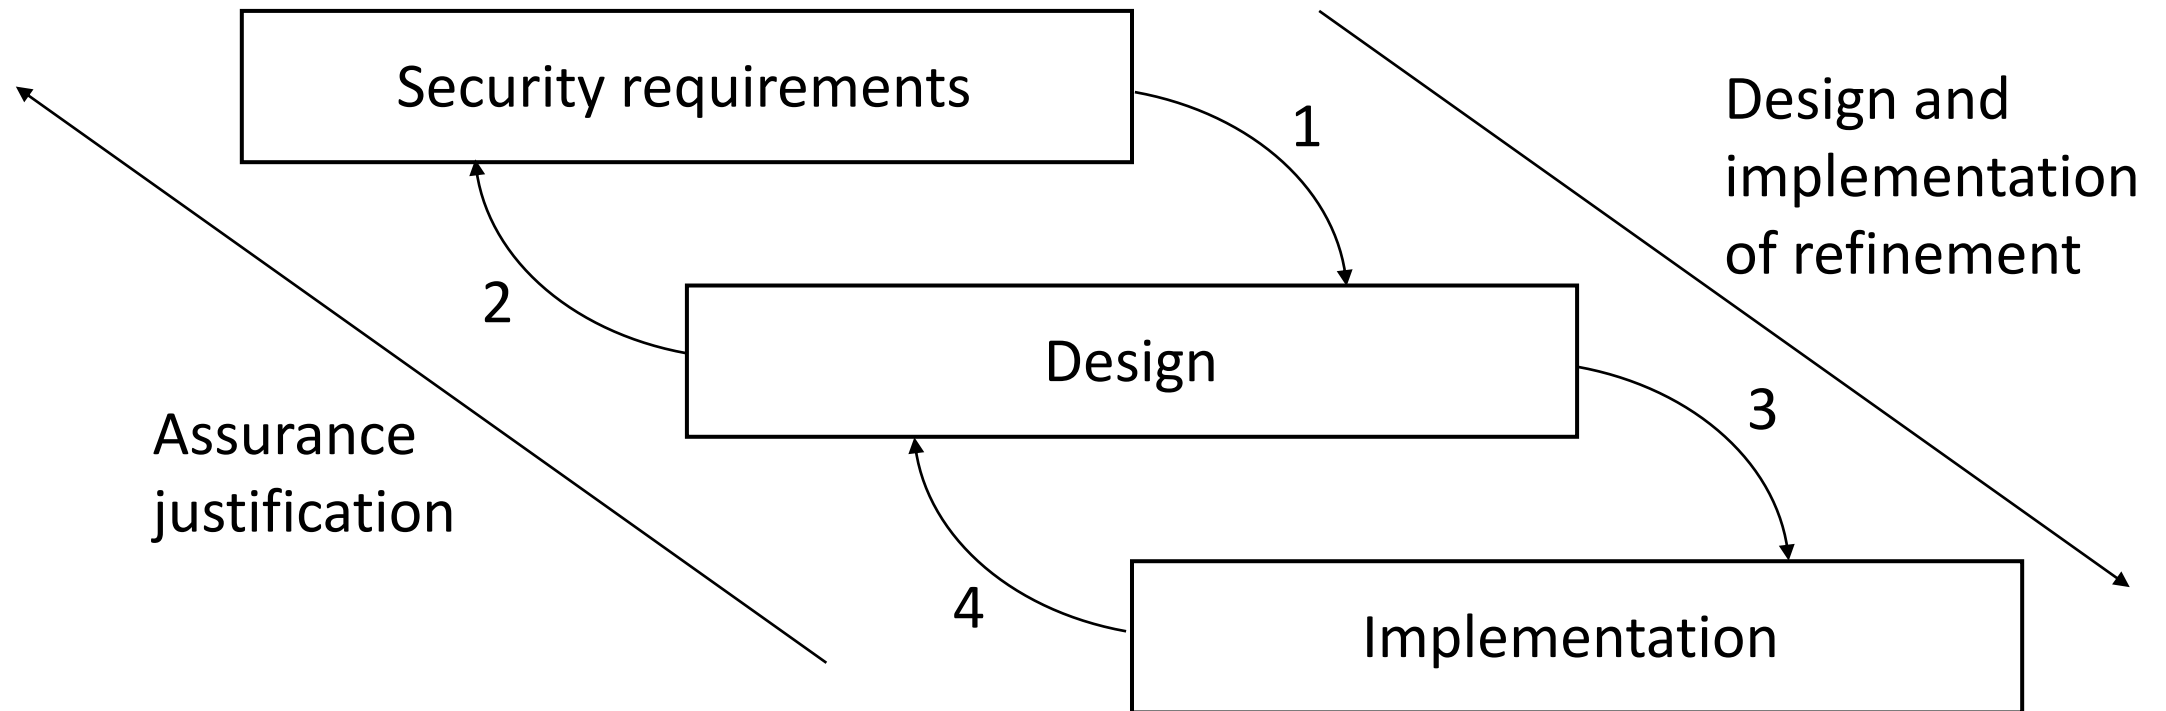 Security requirements
1
Design and
implementation
of refinement
2
Design
3
Assurance
justification
4
Implementation